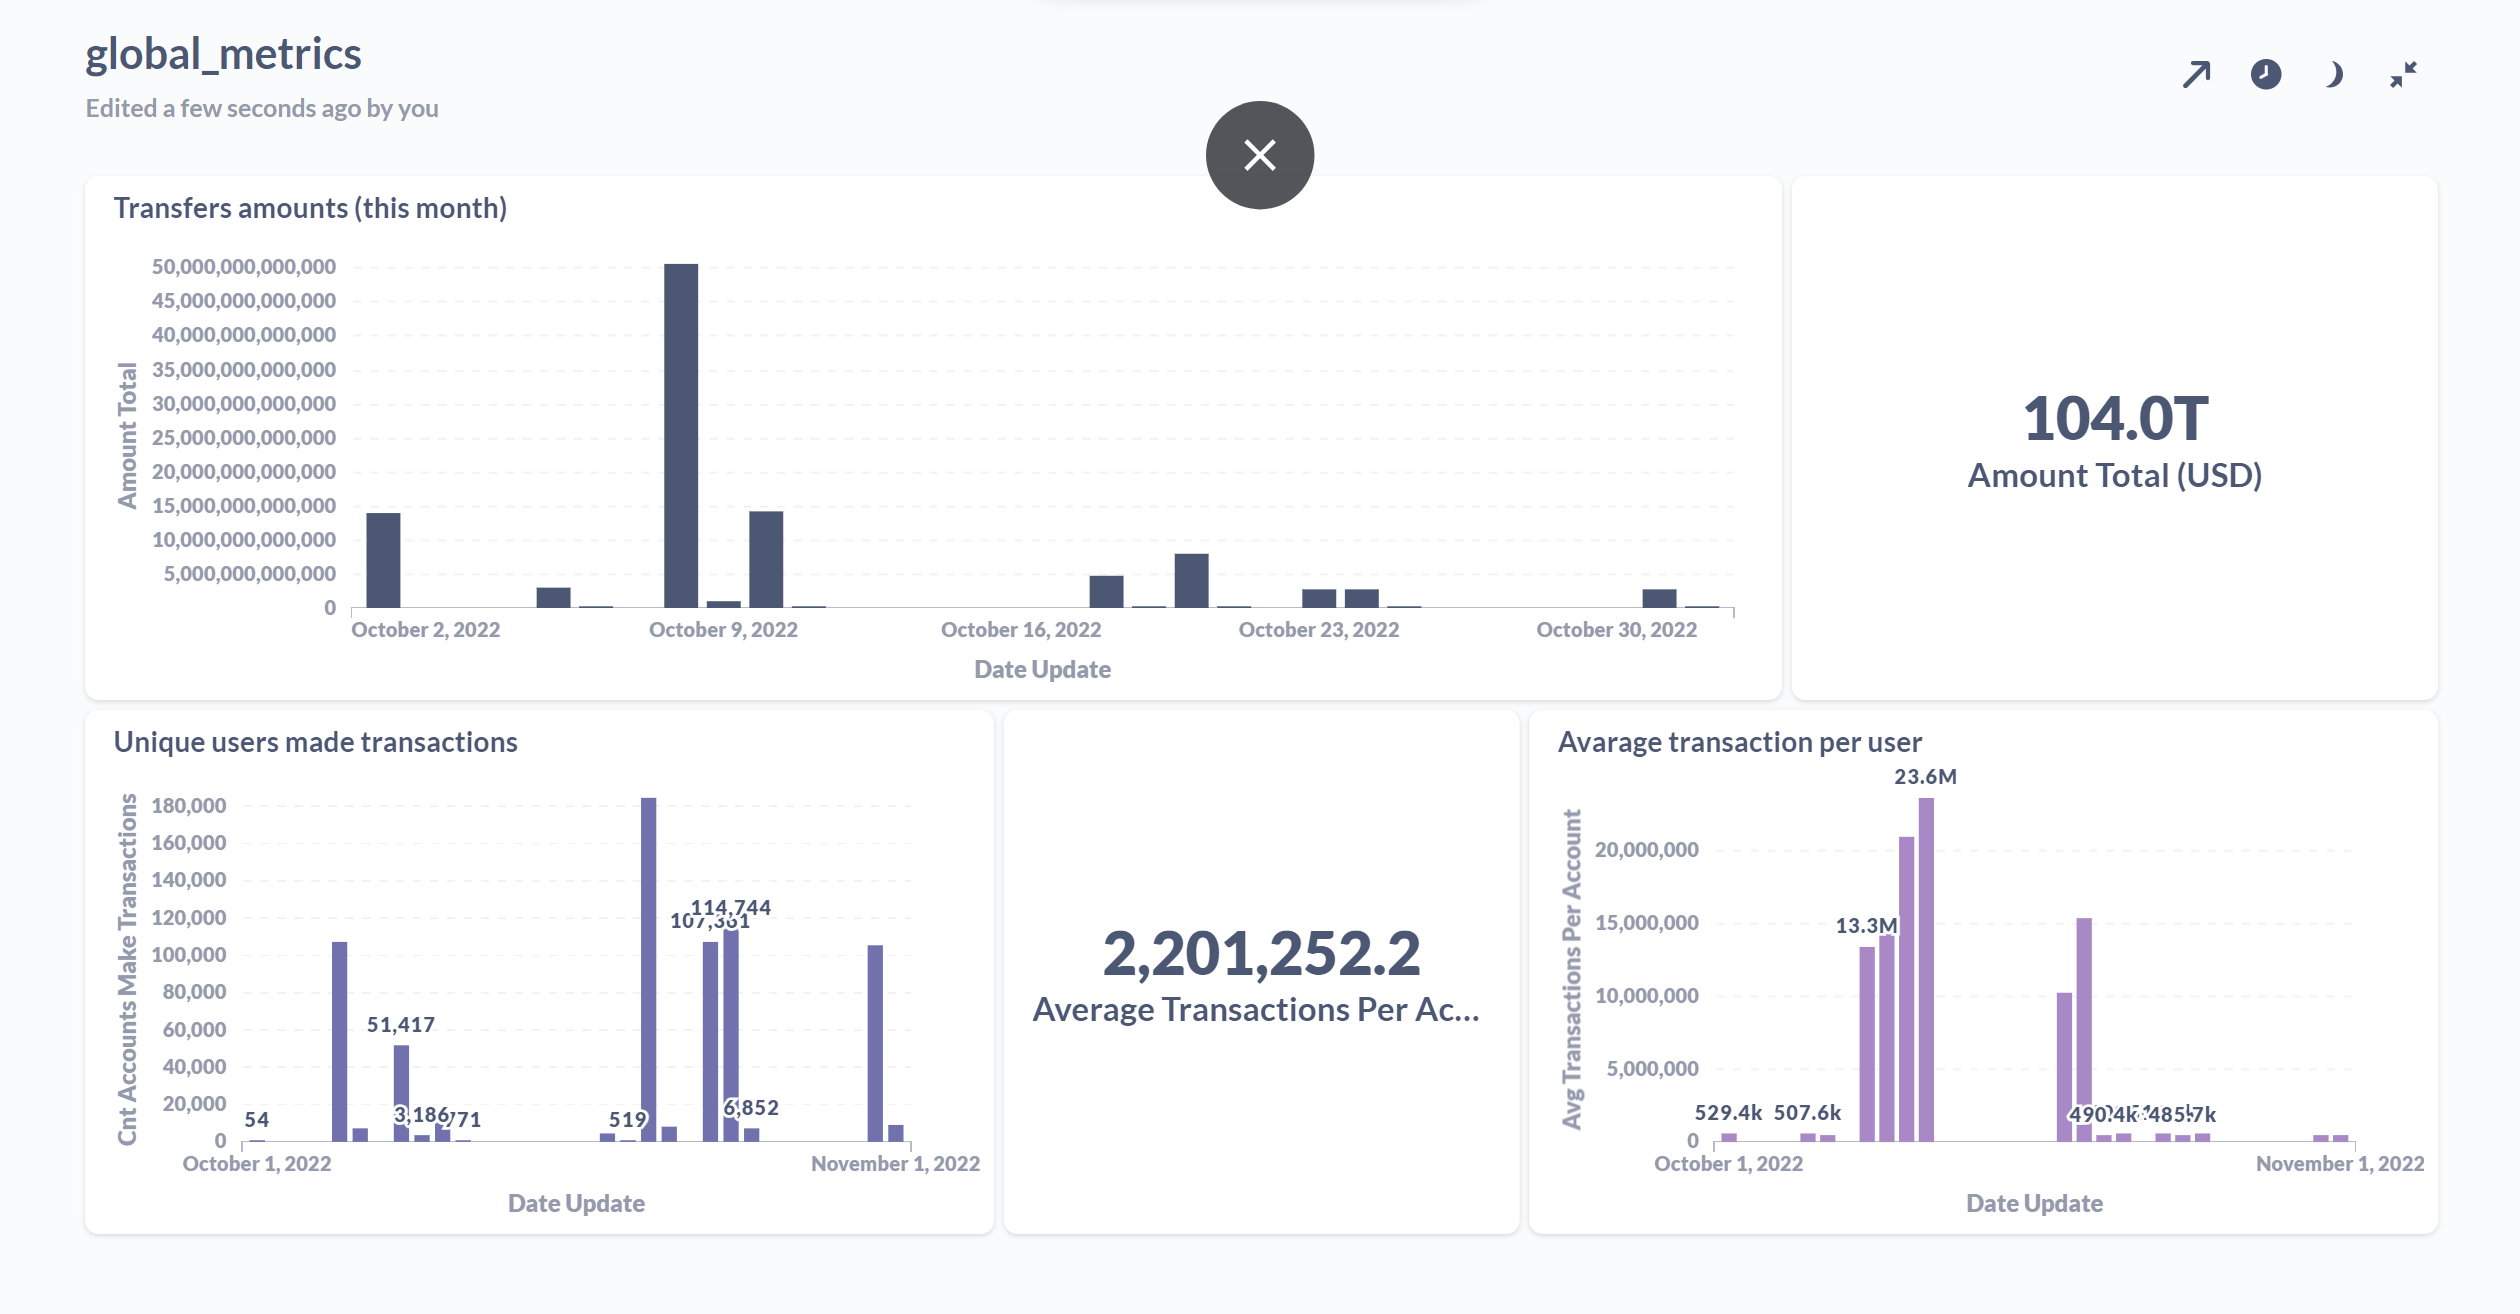 global_metrics
Edited a few seconds ago by you
Transfers amounts (this month)
Amount Total
50,000,000,000,000
45,000,000,000,000
40,000,000,000,000
35,000,000,000,000
30,000,000,000,000
25,000,000,000,000
20,000,000,000,000
15,000,000,000,000
10,000,000,000,000
5,000,000,000,000
0
October 2, 2022
October 9, 2022
October 16, 2022
October 23, 2022
October 30, 2022
Date Update
104.0T
Amount Total (USD)
Unique users made transactions
Cnt Accounts Make Transactions
180,000
160,000
140,000
120,000
100,000
80,000
60,000
40,000
20,000
0
54
51,417
3,186
771
519
107,361
114,744
6,852
October 1, 2022
November 1, 2022
Date Update
2,201,252.2
Average Transactions Per Ac...
Avarage transaction per user
Avg Transactions Per Account
20,000,000
15,000,000
10,000,000
5,000,000
0
529.4k
507.6k
13.3M
23.6M
490.4k
485.7k
October 1, 2022
November 1, 2022
Date Update